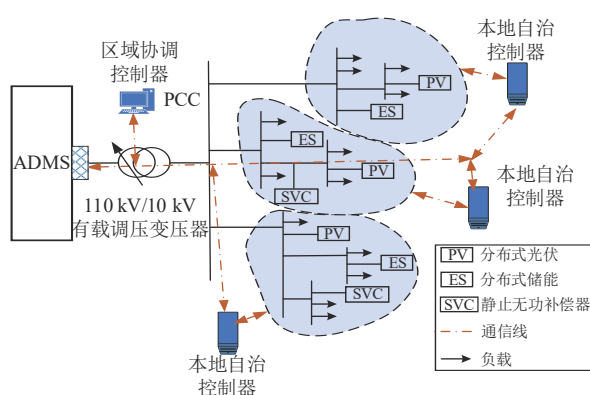 区域协调
控制器
PCC
ADMS
110 kV/10 kV
有载调压变压器
PV
ES
本地自治
控制器
ES
PV
SVC
本地自治
控制器
PV
ES
SVC
本地自治
控制器
PV 分布式光伏
ES 分布式储能
SVC 静止无功补偿器
通信线
负载